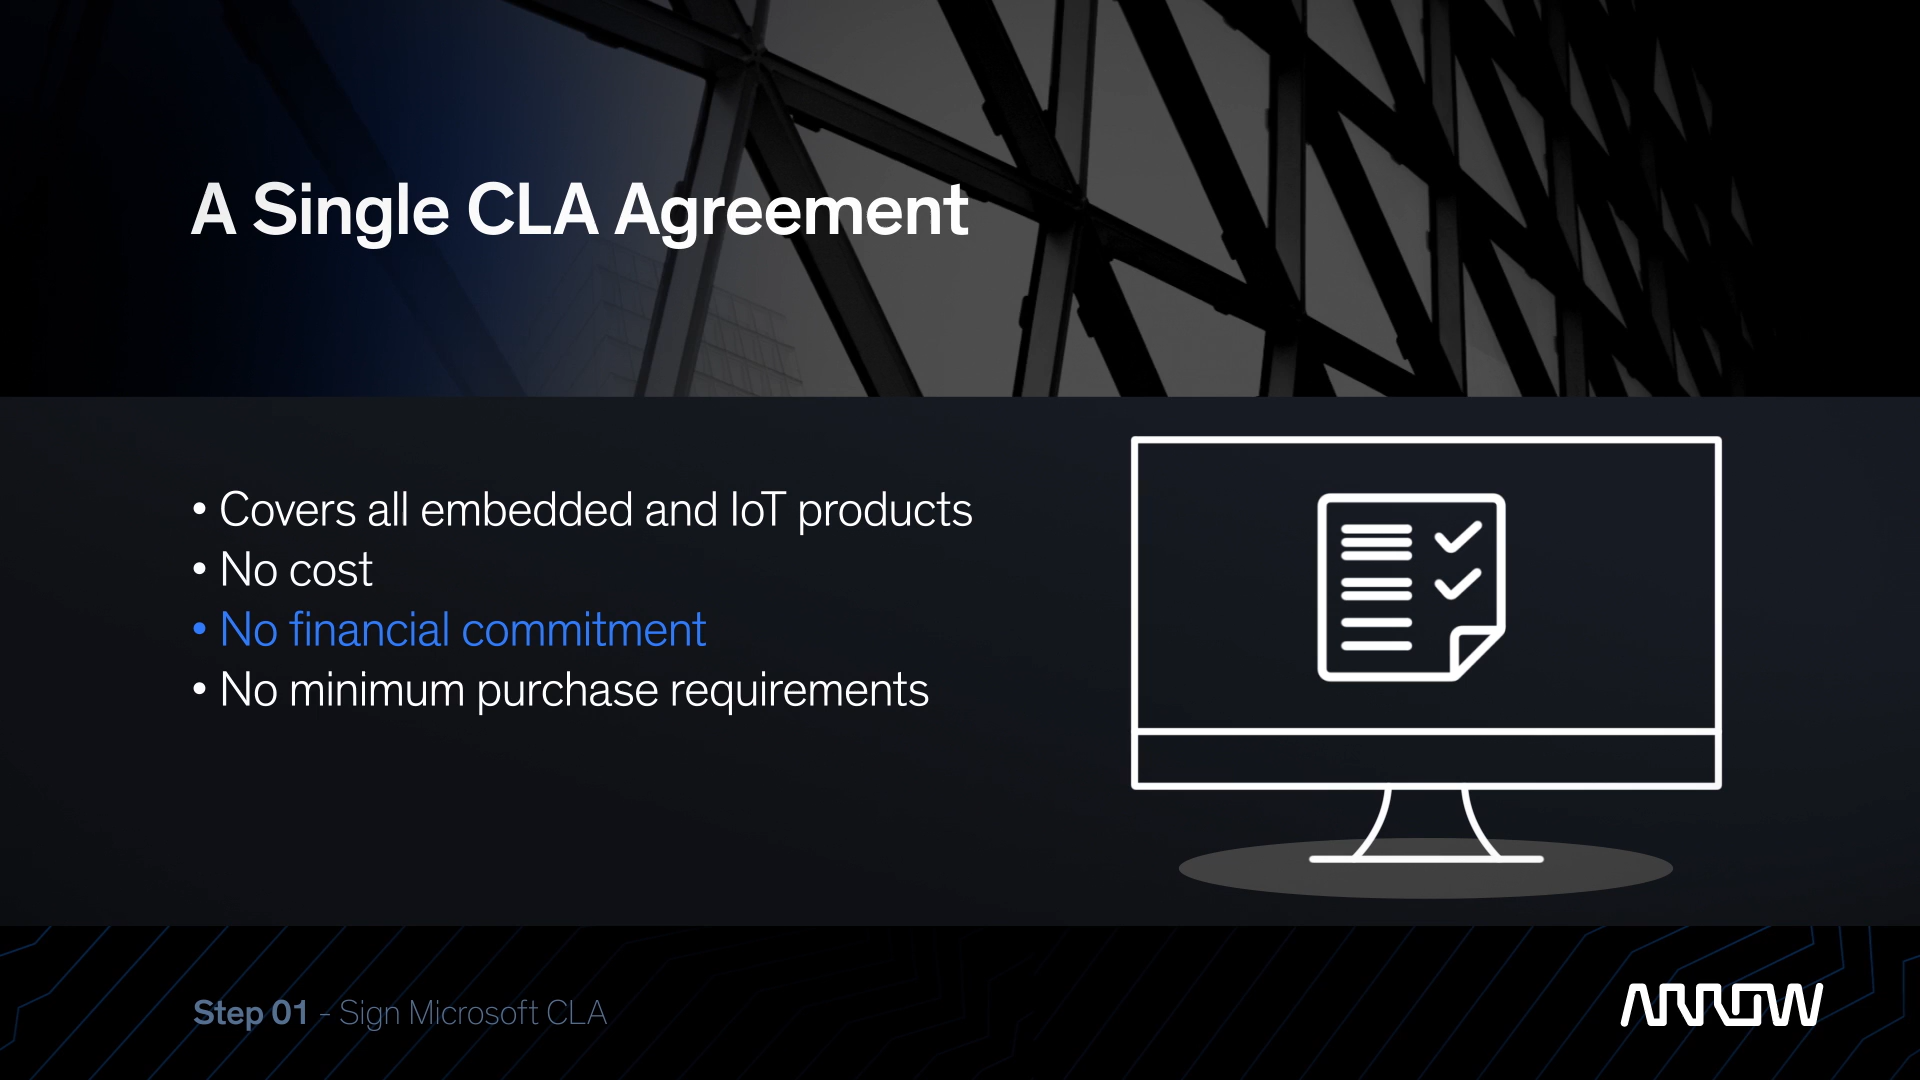 A Single CLA Agreement
• Covers all embedded and IoT products
• No cost
• No financial commitment
• No minimum purchase requirements
Step 01 - Sign Microsoft CLA
ARROW